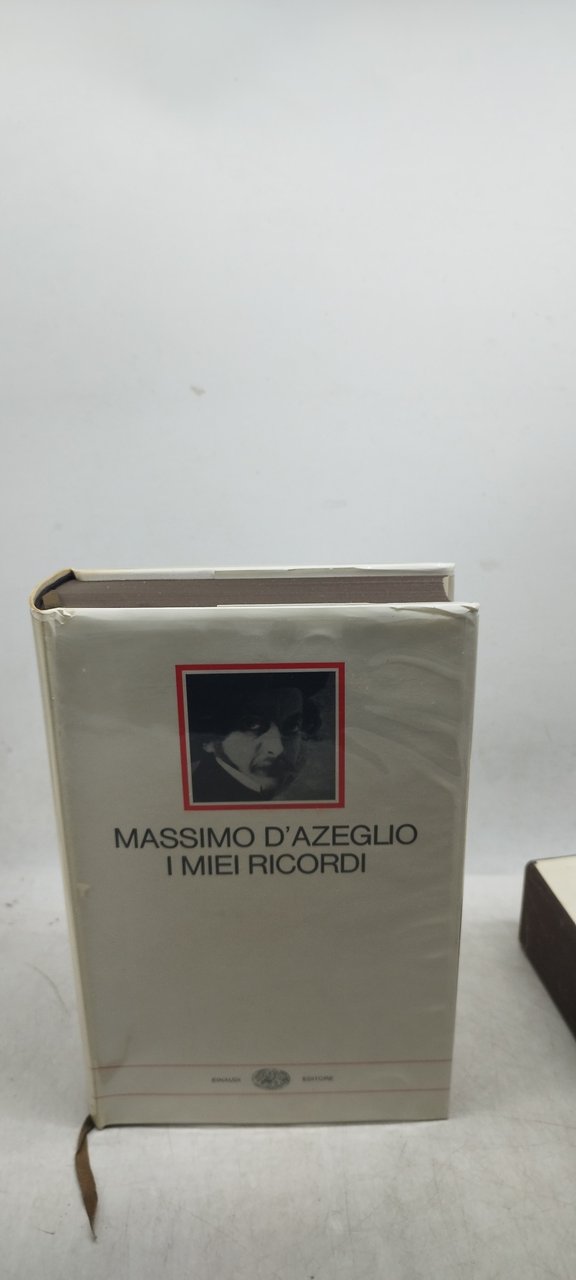 MASSIMO D'AZEGLIO
I MIEI RICORDI
EINAUDI EDITORE